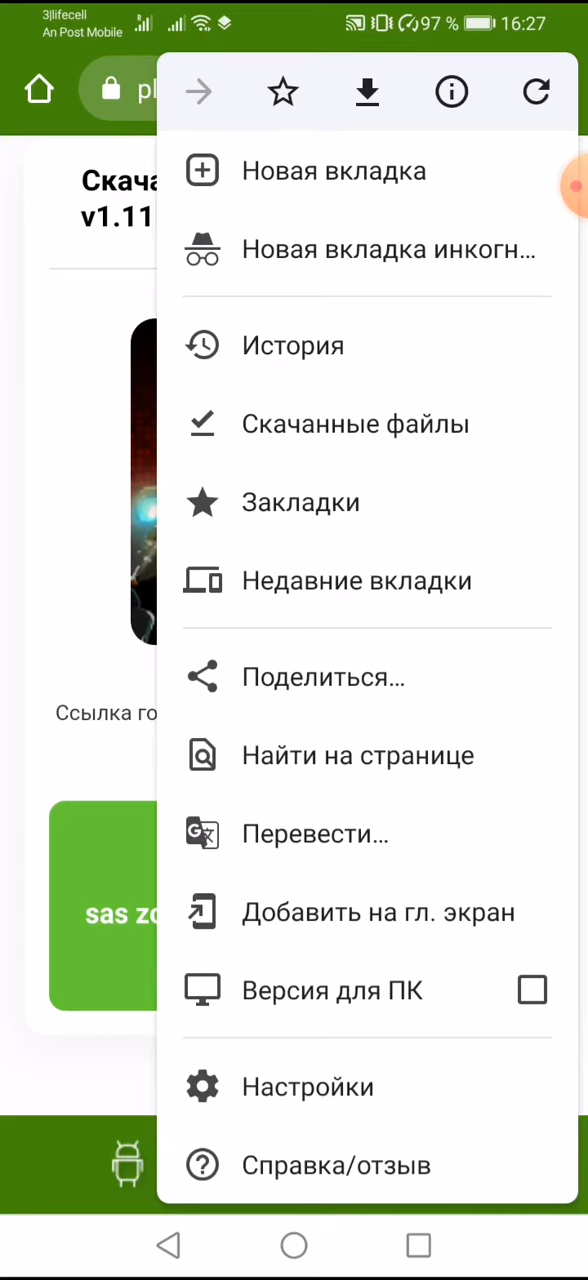 3|lifecell
An Post Mobile
97 %
16:27
pl
Скача
v1.11
Новая вкладка
Новая вкладка инкогн...
История
Скачанные файлы
Закладки
Недавние вкладки
Поделиться...
Ссылка го
Найти на странице
Перевести...
sas zo
Добавить на гл. экран
Версия для ПК
Настройки
Справка/отзыв